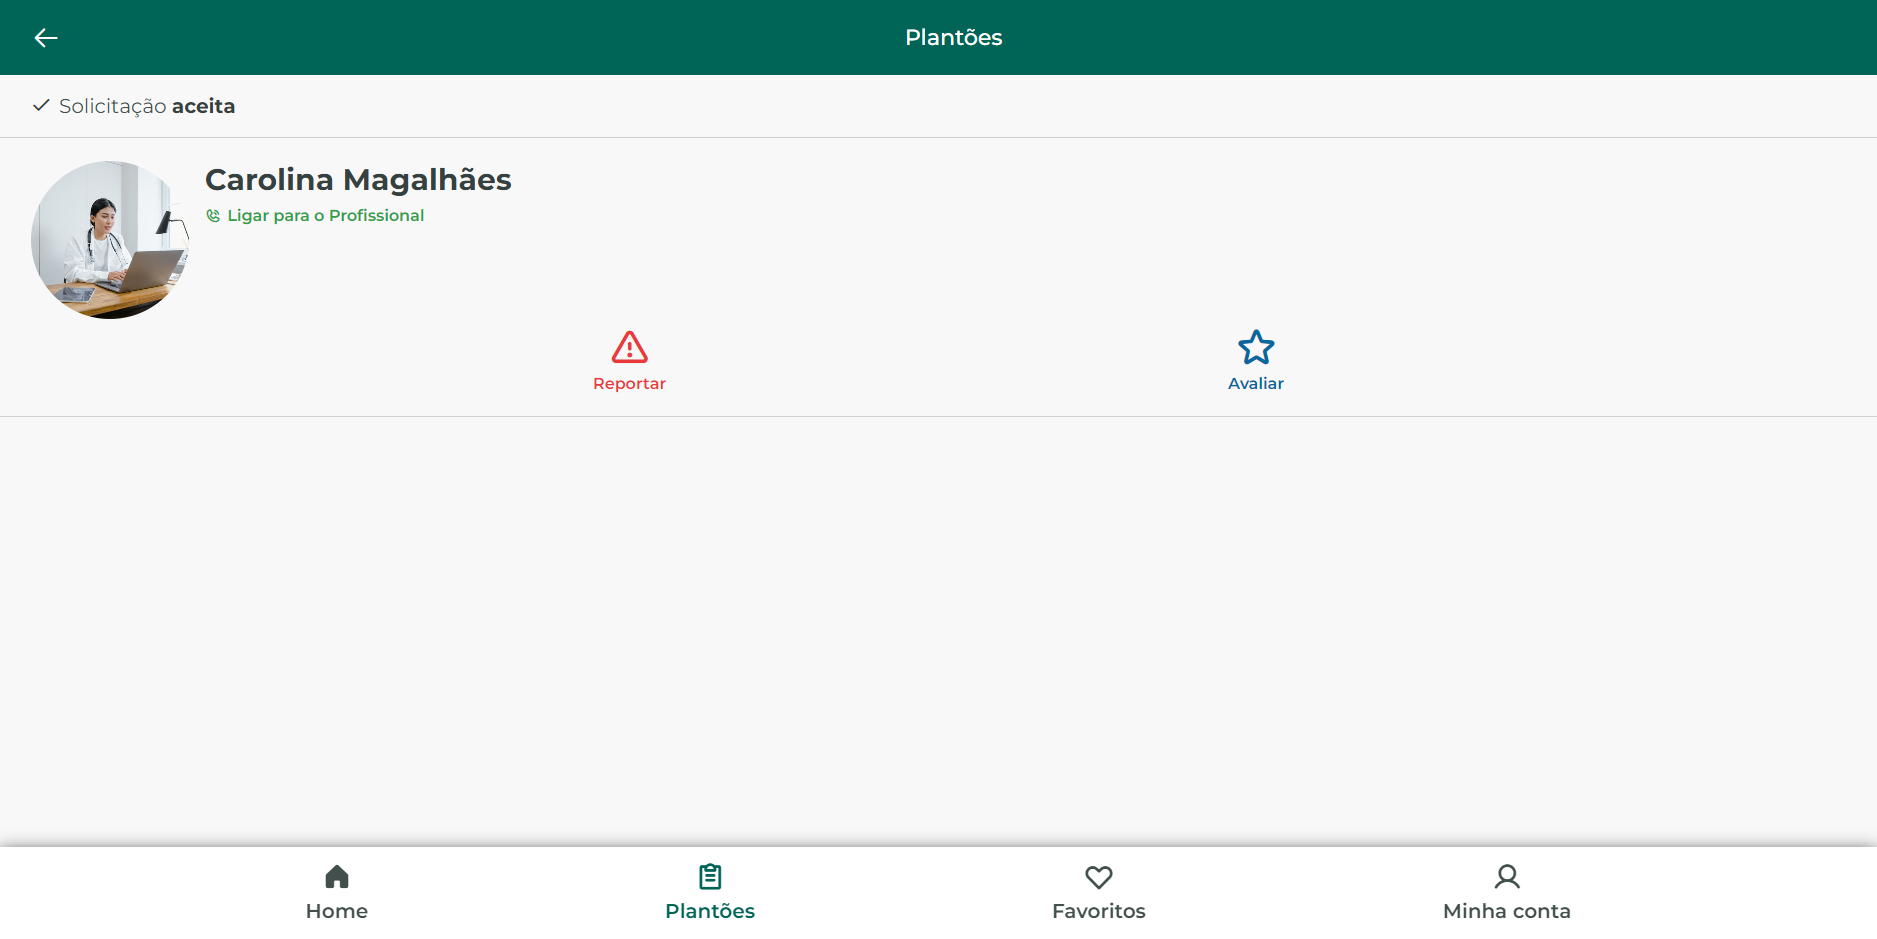 Plantões
Solicitação aceita
Carolina Magalhães
Ligar para o Profissional
Reportar
Avaliar
Home
Plantões
Favoritos
Minha conta